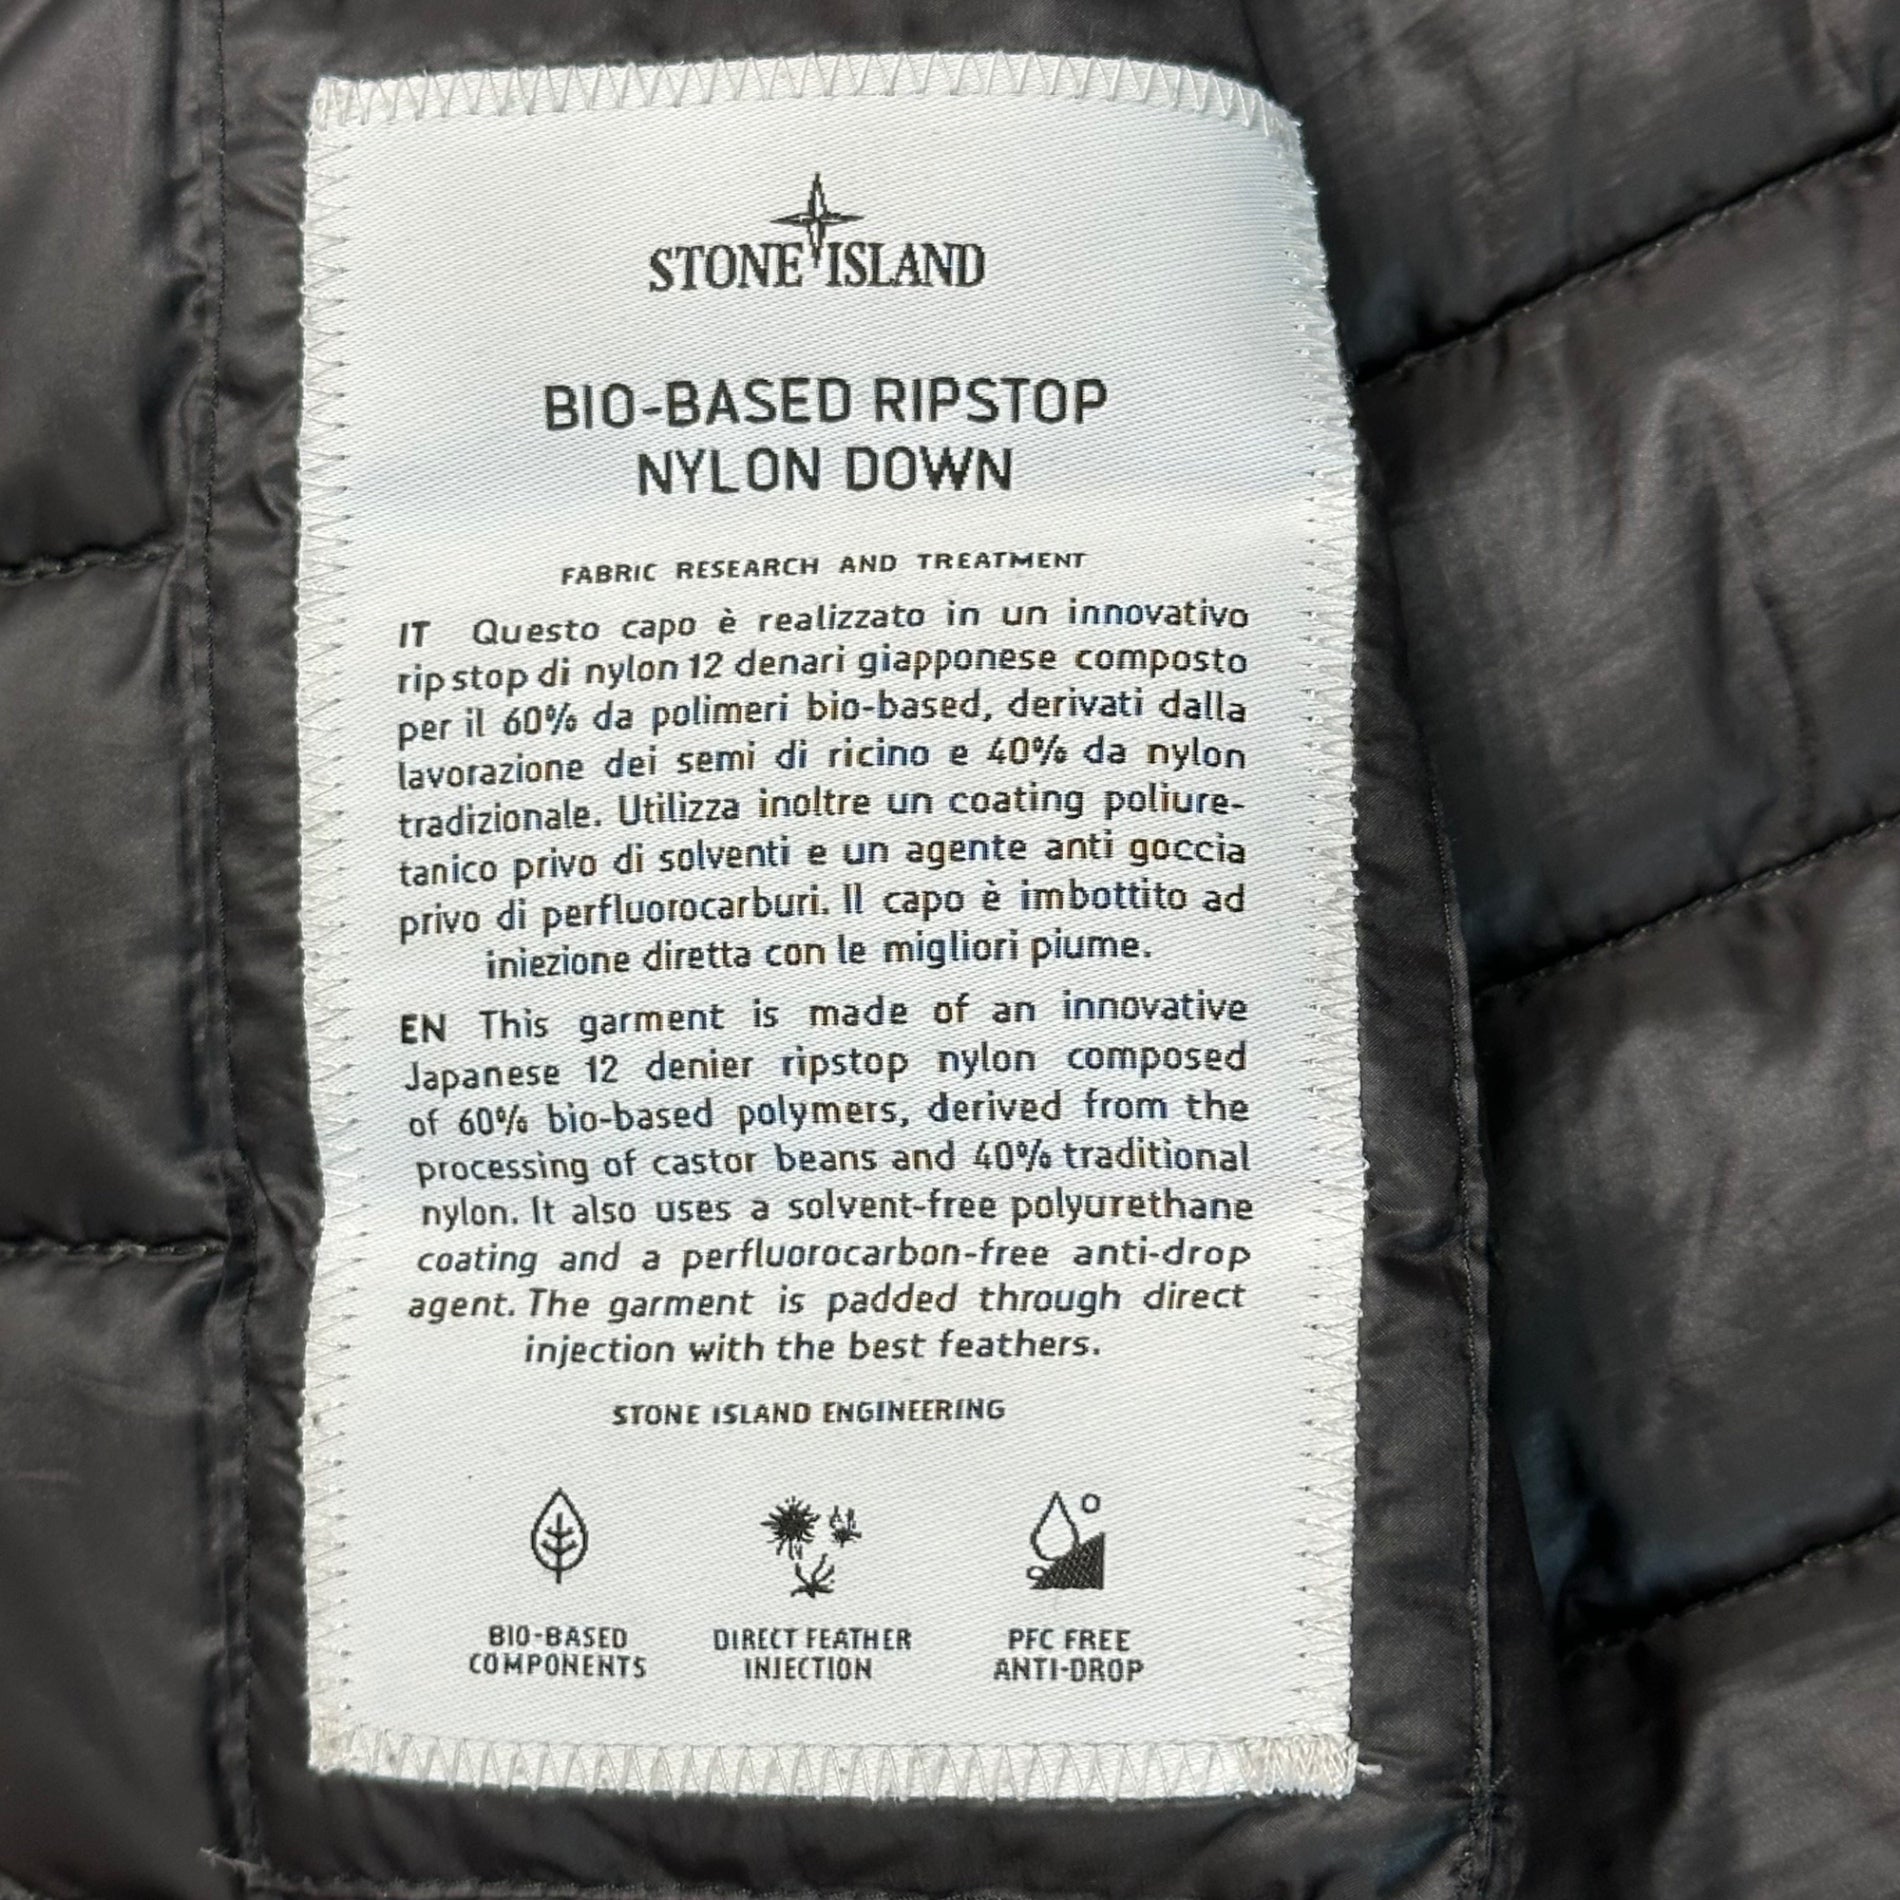 STONE ISLAND
BIO-BASED RIPSTOP
NYLON DOWN
FABRIC RESEARCH AND TREATMENT
IT Questo capo è realizzato in un innovativo
ripstop di nylon 12 denari giapponese composto
per il 60% da polimeri bio-based, derivati dalla
lavorazione dei semi di ricino e 40% da nylon
tradizionale. Utilizza inoltre un coating poliure-
tanico privo di solventi e un agente anti goccia
privo di perfluorocarburi. Il capo è imbottito ad
iniezione diretta con le migliori piume.
EN This garment is made of an innovative
Japanese 12 denier ripstop nylon composed
of 60% bio-based polymers, derived from the
processing of castor beans and 40% traditional
nylon. It also uses a solvent-free polyurethane
coating and a perfluorocarbon-free anti-drop
agent. The garment is padded through direct
injection with the best feathers.
STONE ISLAND ENGINEERING
BIO-BASED
COMPONENTS
DIRECT FEATHER
INJECTION
PFC FREE
ANTI-DROP